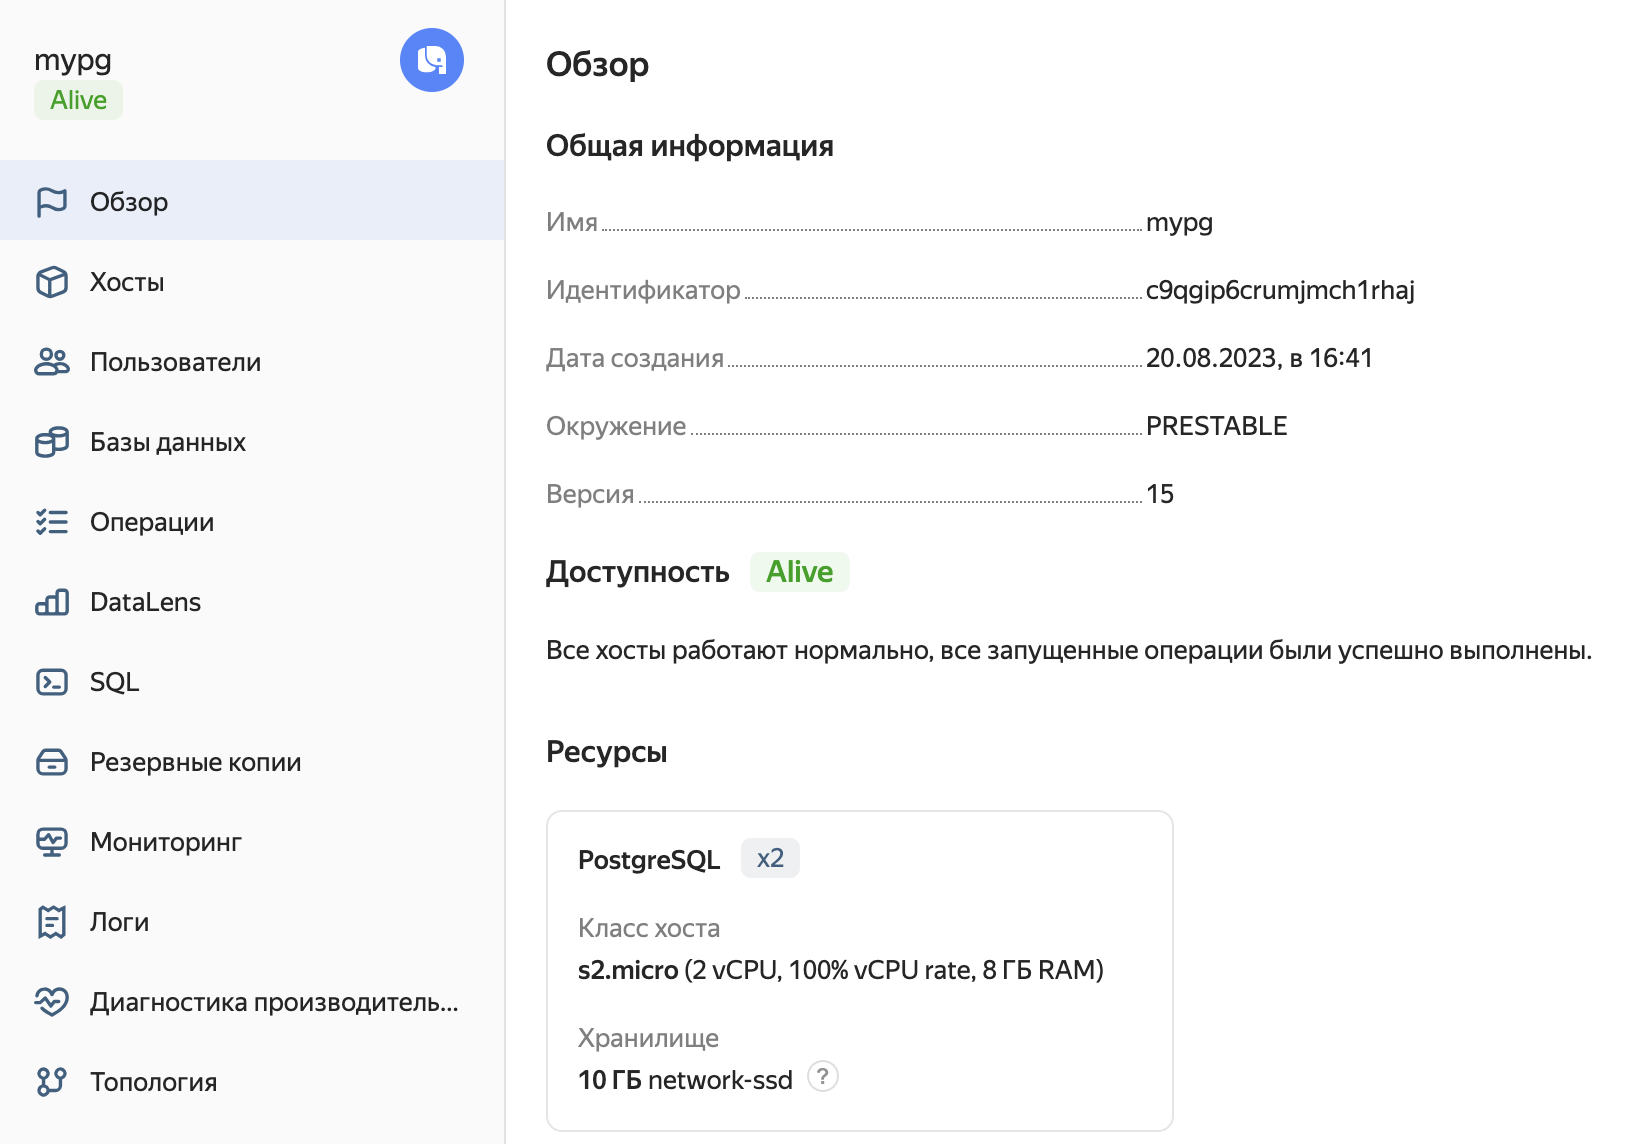 mypg
Alive
Обзор
Хосты
Пользователи
Базы данных
Операции
DataLens
SQL
Резервные копии
Мониторинг
Логи
Диагностика производитель...
Топология
Обзор
Общая информация
Имя mypg
Идентификатор c9qgip6crumjmch1rhaj
Дата создания 20.08.2023, в 16:41
Окружение PRESTABLE
Версия 15
Доступность Alive
Все хосты работают нормально, все запущенные операции были успешно выполнены.
Ресурсы
PostgreSQL x2
Класс хоста
s2.micro (2 vCPU, 100% vCPU rate, 8 ГБ RAM)
Хранилище
10 ГБ network-ssd ?